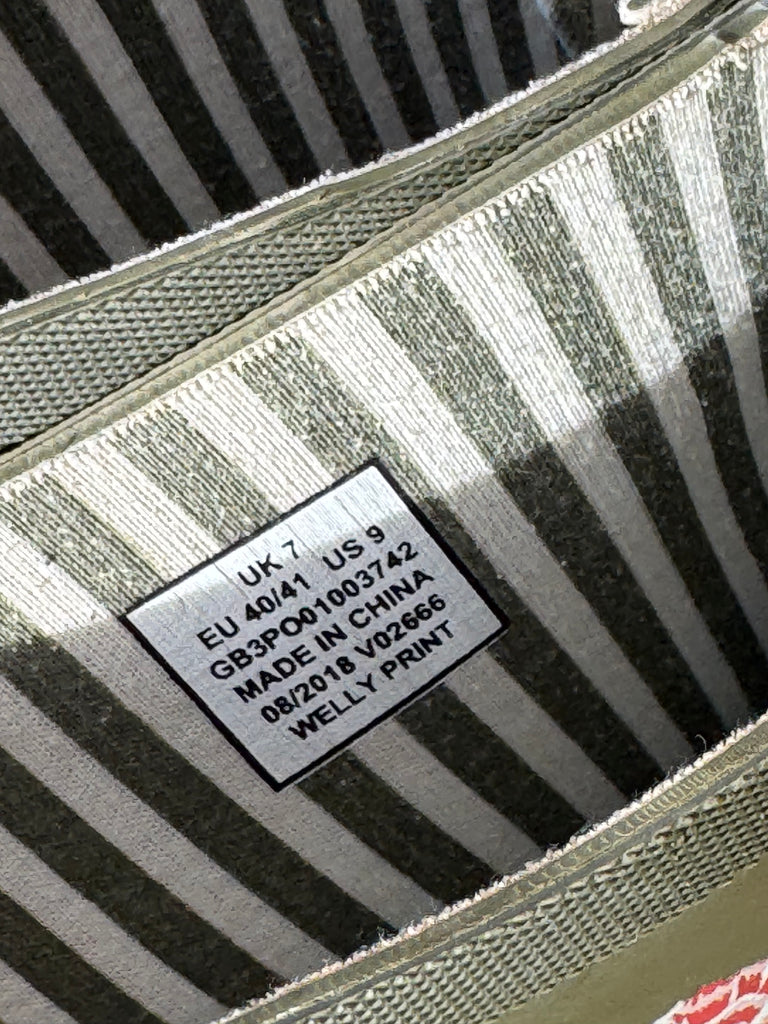 UK 7
EU 40/41 US 9
GB3PO01003742
MADE IN CHINA
08/2018 V02666
WELLY PRINT